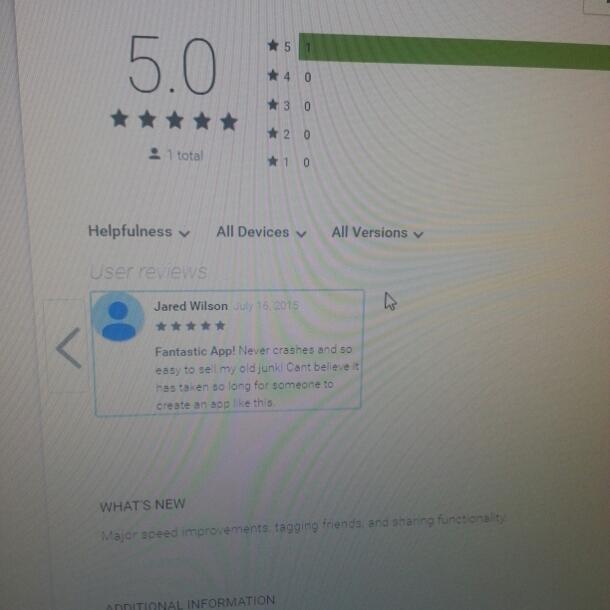 5.0
1 total
5 1
4 0
3 0
2 0
1 0
Helpfulness All Devices All Versions
User reviews
Jared Wilson July 16, 2015
Fantastic App! Never crashes and so
easy to sell my old junk! Cant believe it
has taken so long for someone to
create an app like this.
WHAT'S NEW
Major speed improvements, tagging friends, and sharing functionality.
ADDITIONAL INFORMATION